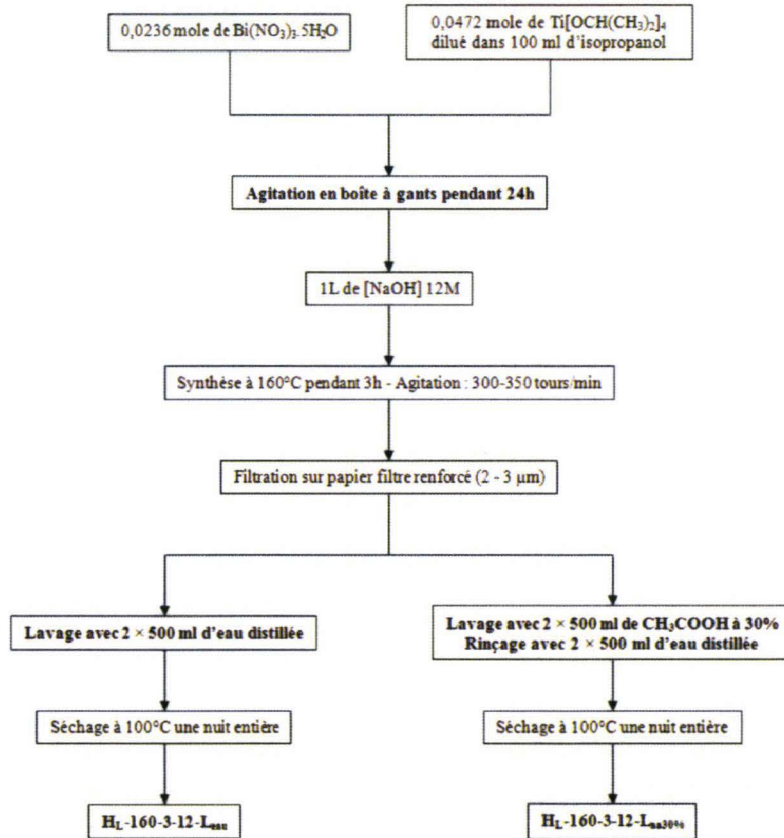 0,0236 mole de Bi(NO₃)₃.5H₂O
0,0472 mole de Ti[OCH(CH₃)₂]₄
dilué dans 100 ml d'isopropanol
Agitation en boîte à gants pendant 24h
1L de [NaOH] 12M
Synthèse à 160°C pendant 3h - Agitation : 300-350 tours/min
Filtration sur papier filtre renforcé (2 - 3 µm)
Lavage avec 2 × 500 ml d'eau distillée
Lavage avec 2 × 500 ml de CH₃COOH à 30%
Rinçage avec 2 × 500 ml d'eau distillée
Séchage à 100°C une nuit entière
Séchage à 100°C une nuit entière
H_L-160-3-12-L_eau
H_L-160-3-12-L_aa30%